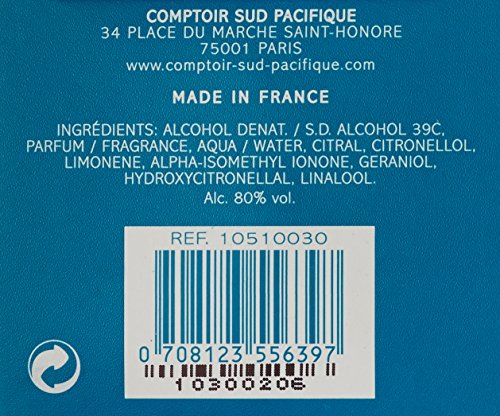 COMPTOIR SUD PACIFIQUE
34 PLACE DU MARCHE SAINT-HONORE
75001 PARIS
www.comptoir-sud-pacifique.com
MADE IN FRANCE
INGRÉDIENTS: ALCOHOL DENAT. / S.D. ALCOHOL 39C,
PARFUM / FRAGRANCE, AQUA / WATER, CITRAL, CITRONELLOL,
LIMONENE, ALPHA-ISOMETHYL IONONE, GERANIOL,
HYDROXYCITRONELLAL, LINALOOL.
Alc. 80% vol.
REF. 10510030
0 708123 556397
10300206